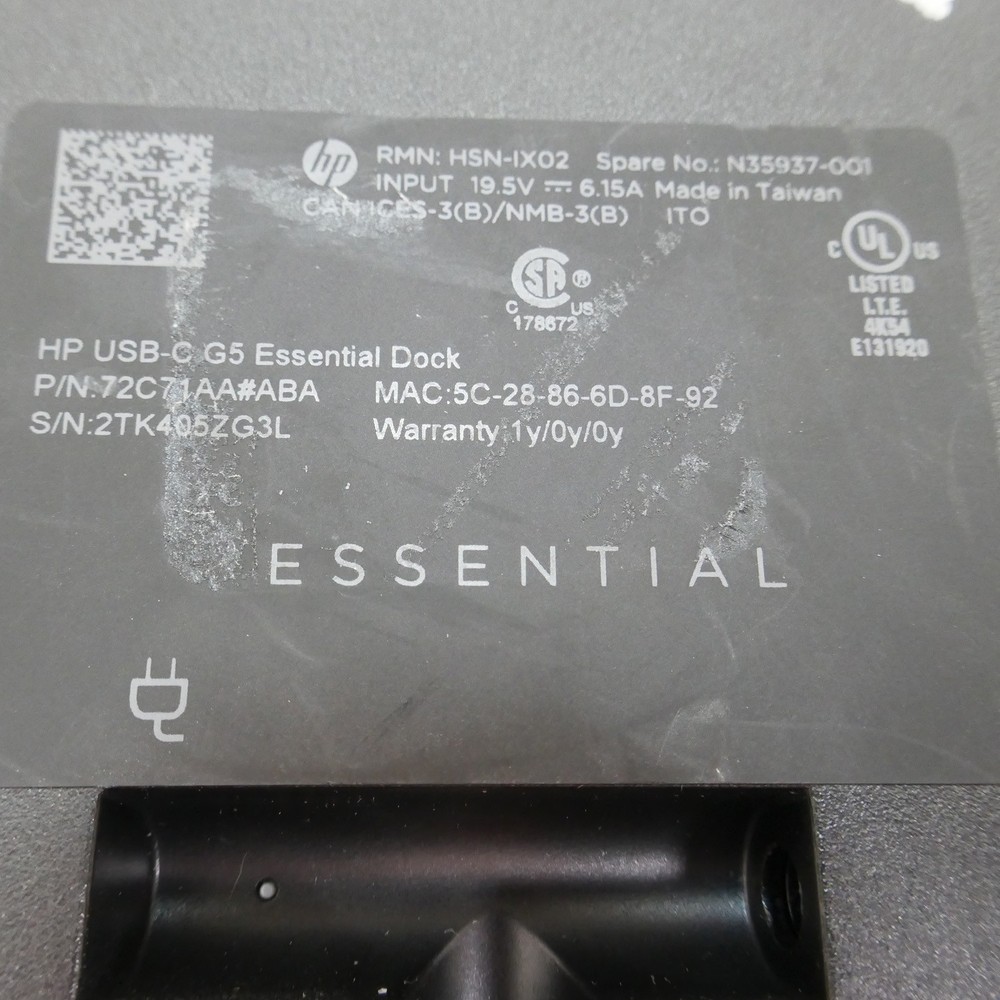 hp RMN: HSN-IX02 Spare No.: N35937-001
INPUT 19.5V ⎓ 6.15A Made in Taiwan
CAN ICES-3(B)/NMB-3(B) ITO
C UL US
LISTED
I.T.E.
4K54
E131920
SA ®
C US
178672
HP USB-C G5 Essential Dock
P/N:72C71AA#ABA MAC:5C-28-86-6D-8F-92
S/N:2TK405ZG3L Warranty:1y/0y/0y
ESSENTIAL